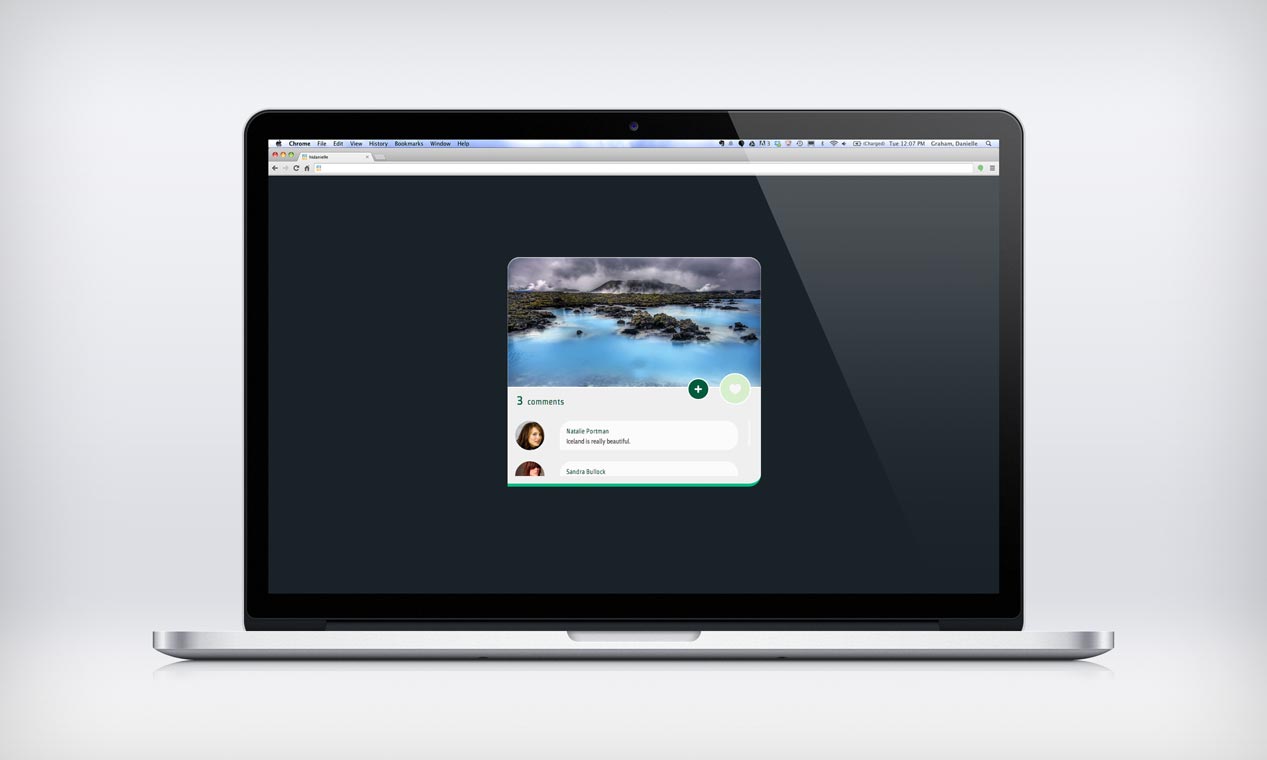 Chrome File Edit View History Bookmarks Window Help
3
(Charged) Tue 12:07 PM Graham, Danielle
hidanielle
3 comments
Natalie Portman
Iceland is really beautiful.
Sandra Bullock